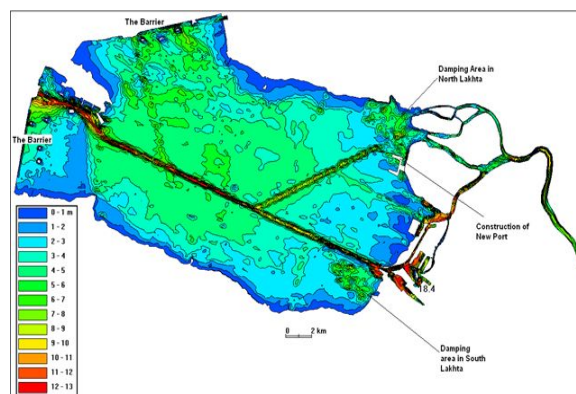 The Barrier
Damping Area in
North Lakhta
The Barrier
Construction of
New Port
0 - 1 m
1 - 2
2 - 3
3 - 4
4 - 5
5 - 6
6 - 7
7 - 8
8 - 9
9 - 10
10 - 11
11 - 12
12 - 13
18.4
0 2 km
Damping
area in South
Lakhta